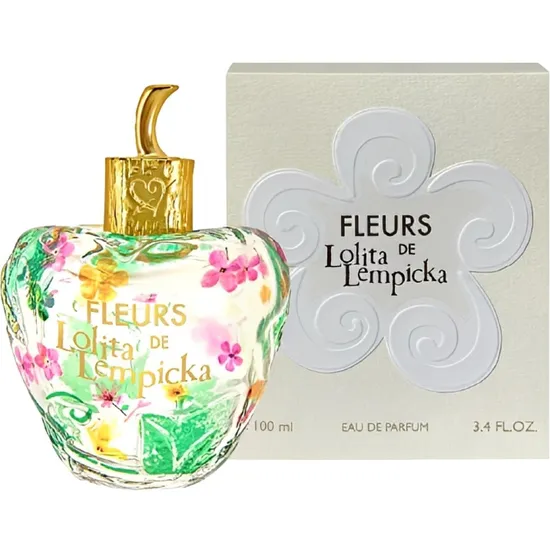 FLEURS
DE
Lolita
Lempicka
FLEURS
DE
Lolita
Lempicka
100 ml EAU DE PARFUM 3.4 FL.OZ.